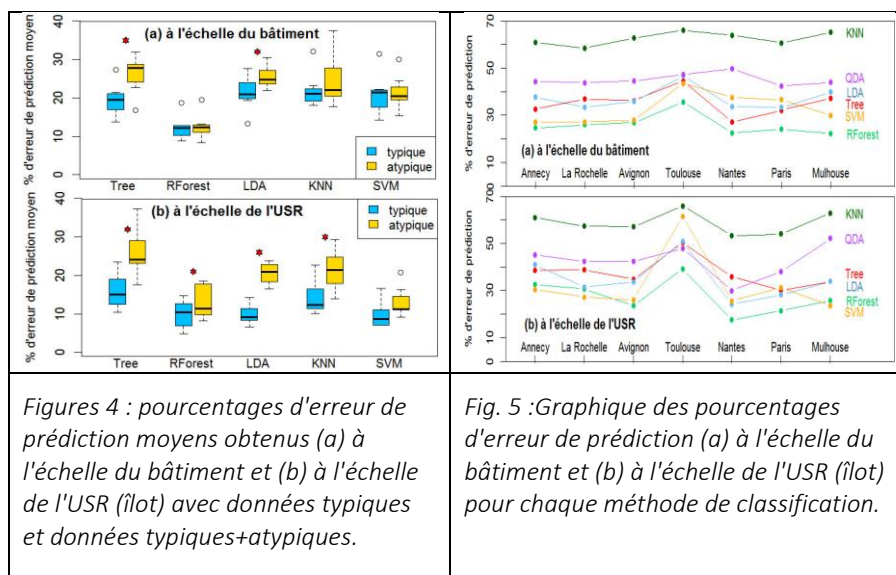 (a) à l'échelle du bâtiment
% d'erreur de prédiction moyen
40
30
20
10
0
typique
atypique
Tree RForest LDA KNN SVM
(b) à l'échelle de l'USR
% d'erreur de prédiction moyen
40
30
20
10
0
typique
atypique
Tree RForest LDA KNN SVM
% d'erreur de prédiction
70
50
30
10
KNN
QDA
LDA
Tree
SVM
RForest
(a) à l'échelle du bâtiment
Annecy La Rochelle Avignon Toulouse Nantes Paris Mulhouse
% d'erreur de prédiction
700
50
30
10
0
KNN
QDA
Tree
LDA
RForest
SVM
(b) à l'échelle de l'USR
Annecy La Rochelle Avignon Toulouse Nantes Paris Mulhouse
Figures 4 : pourcentages d'erreur de
prédiction moyens obtenus (a) à
l'échelle du bâtiment et (b) à l'échelle
de l'USR (îlot) avec données typiques
et données typiques+atypiques.
Fig. 5 :Graphique des pourcentages
d'erreur de prédiction (a) à l'échelle du
bâtiment et (b) à l'échelle de l'USR (îlot)
pour chaque méthode de classification.